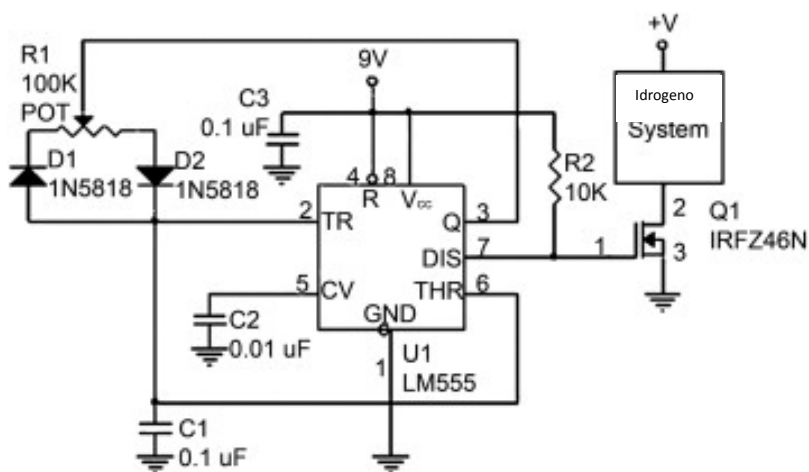 +V
R1
100K
POT
9V
C3
0.1 uF
Idrogeno
System
D1
1N5818
D2
1N5818
R2
10K
4
8
R
Vcc
2
TR
Q
3
DIS
7
THR
6
5
CV
GND
C2
0.01 uF
1
U1
LM555
1
2
3
Q1
IRFZ46N
C1
0.1 uF